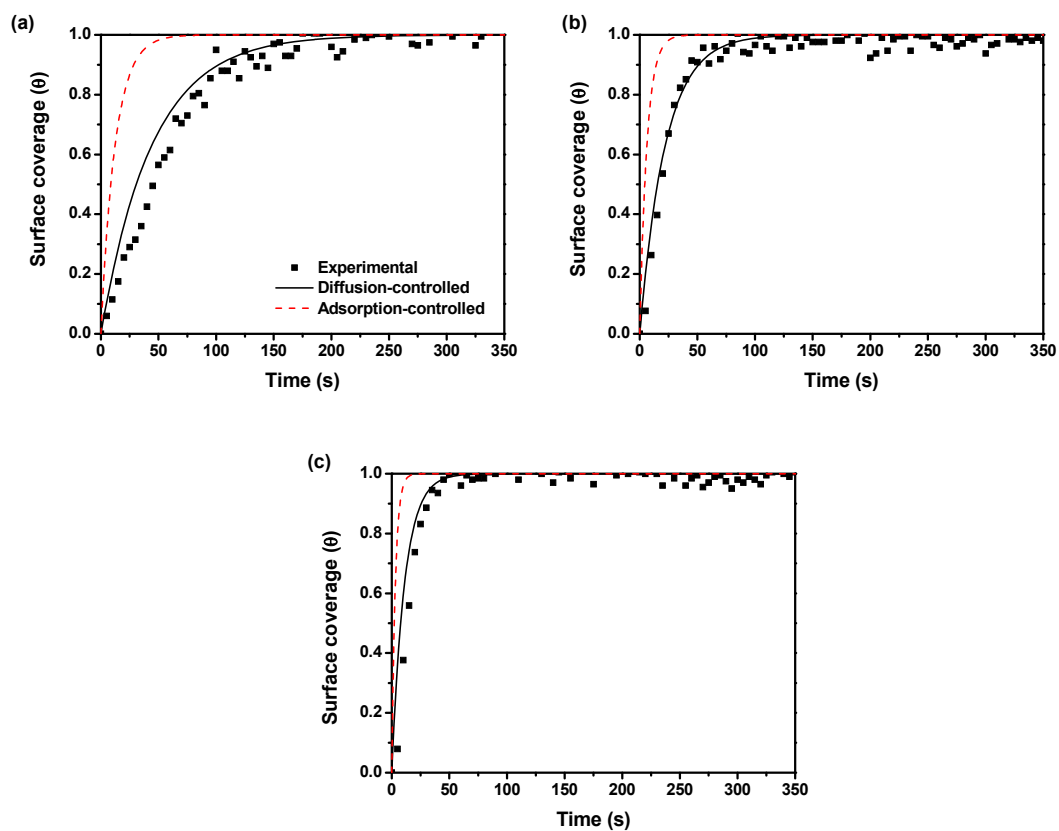 (a)
1.0
0.8
0.6
0.4
0.2
0.0
Surface coverage (θ)
Experimental
Diffusion-controlled
Adsorption-controlled
0 50 100 150 200 250 300 350
Time (s)
(b)
1.0
0.8
0.6
0.4
0.2
0.0
Surface coverage (θ)
0 50 100 150 200 250 300 350
Time (s)
(c)
1.0
0.8
0.6
0.4
0.2
0.0
Surface coverage (θ)
0 50 100 150 200 250 300 350
Time (s)